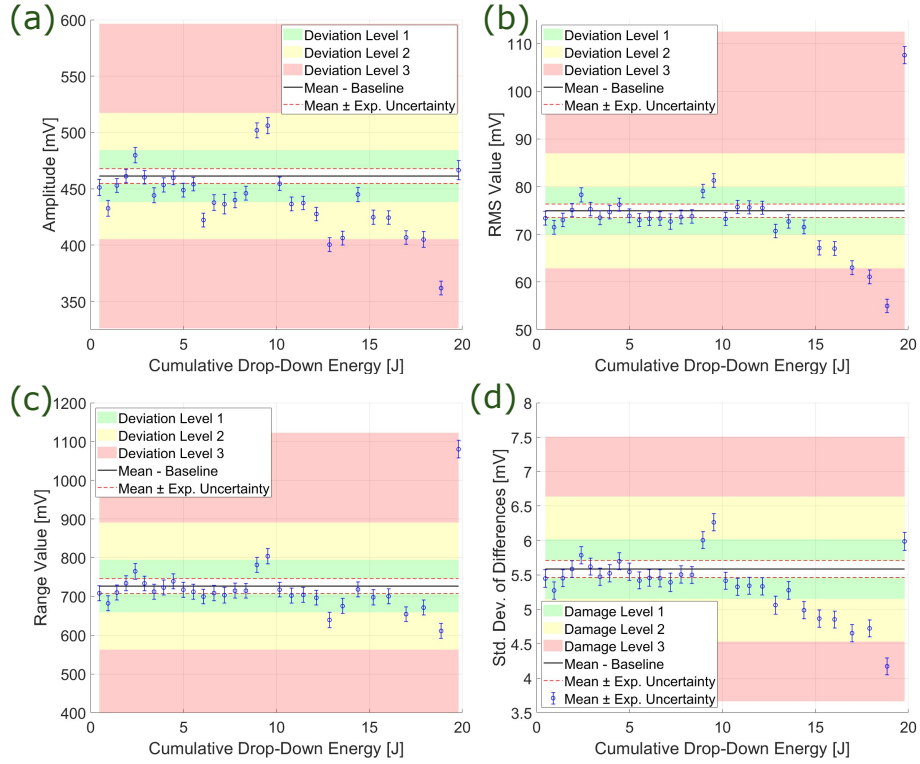 (a)
600
550
500
450
400
350
Amplitude [mV]
Deviation Level 1
Deviation Level 2
Deviation Level 3
Mean - Baseline
Mean ± Exp. Uncertainty
0 5 10 15 20
Cumulative Drop-Down Energy [J]
(b)
110
100
90
80
70
60
50
RMS Value [mV]
Deviation Level 1
Deviation Level 2
Deviation Level 3
Mean - Baseline
Mean ± Exp. Uncertainty
0 5 10 15 20
Cumulative Drop-Down Energy [J]
(c)
1200
1100
1000
900
800
700
600
500
400
Range Value [mV]
Deviation Level 1
Deviation Level 2
Deviation Level 3
Mean - Baseline
Mean ± Exp. Uncertainty
0 5 10 15 20
Cumulative Drop-Down Energy [J]
(d)
8
7.5
7
6.5
6
5.5
5
4.5
4
3.5
Std. Dev. of Differences [mV]
Damage Level 1
Damage Level 2
Damage Level 3
Mean - Baseline
Mean ± Exp. Uncertainty
Mean ± Exp. Uncertainty
0 5 10 15 20
Cumulative Drop-Down Energy [J]